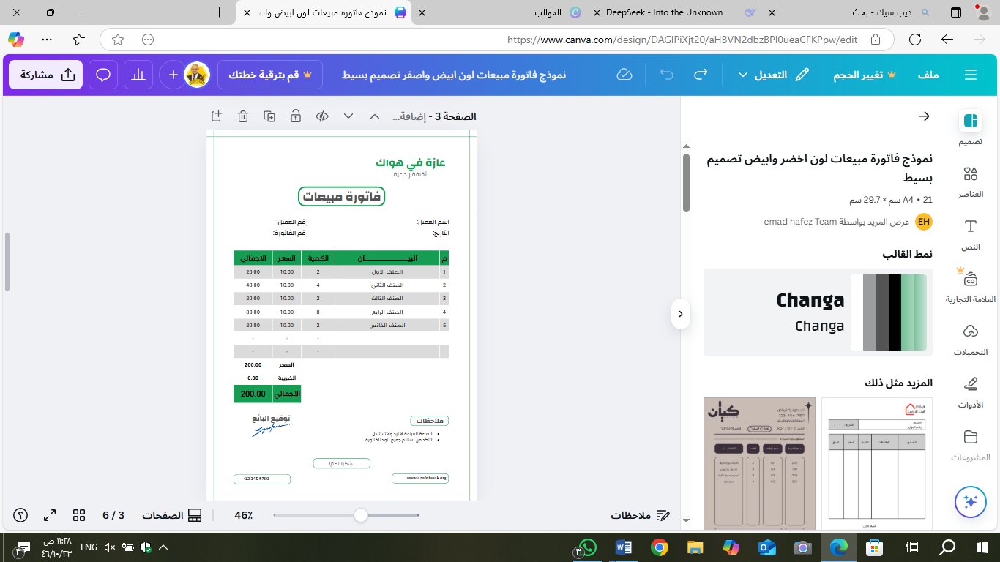 نموذج فاتورة مبيعات لون ابيض واص
القوالب
DeepSeek - Into the Unknown
ديب سيك - بحث
https://www.canva.com/design/DAGlPiXjt20/aHBVN2dbzBPl0ueaCFKPpw/edit
ملف
تغيير الحجم
التعديل
نموذج فاتورة مبيعات لون ابيض واصفر تصميم بسيط
قم بترقية خطتك
مشاركة
تصميم
العناصر
النص
العلامة التجارية
التحميلات
الأدوات
المشروعات
نموذج فاتورة مبيعات لون اخضر وابيض تصميم
بسيط
A4 • 21 سم × 29.7 سم
EH
عرض المزيد بواسطة emad hafez Team
نمط القالب
Changa
Changa
المزيد مثل ذلك
كيان
الصفحة 3 - إضافة...
عازة في هواك
ثقافة إبداعية
فاتورة مبيعات
اسم العميل: رقم العميل:
التاريخ: رقم الفاتورة:
م البيـــــــــــــان الكمية السعر الاجمالي
1 الصنف الاول 2 10.00 20.00
2 الصنف الثاني 4 10.00 40.00
3 الصنف الثالث 2 10.00 20.00
4 الصنف الرابع 8 10.00 80.00
5 الصنف الخانس 2 10.00 20.00
- - -
- - -
السعر 200.00
الضريبة 0.00
الإجمالي 200.00
ملاحظات
توقيع البائع
البضاعة المباعة لا ترد ولا تستبدل.
التاكد من استلام جميع بنود الفاتورة.
شكرا لكم!
www.azafehwak.org
+12 345 6789
ملاحظات
46٪
الصفحات
6 / 3
ENG
١١:٢٨ ص
٤٦/١٠/٢٣
٣
٣